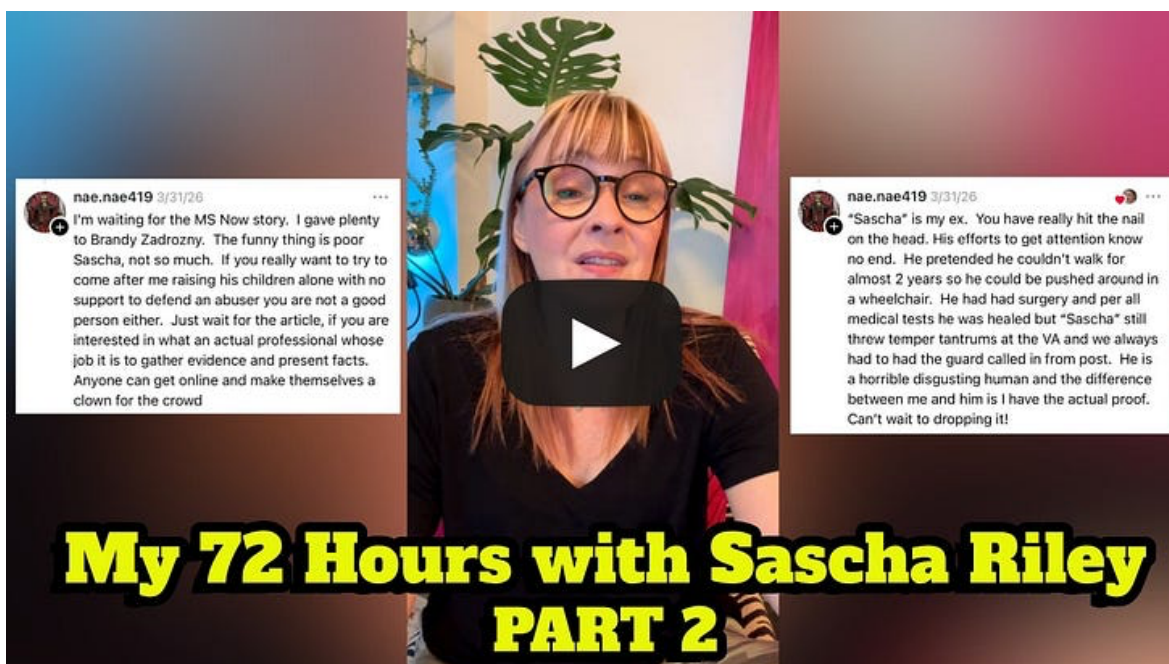 nae.nae419 3/31/26
I'm waiting for the MS Now story. I gave plenty
to Brandy Zadrozny. The funny thing is poor
Sascha, not so much. If you really want to try to
come after me raising his children alone with no
support to defend an abuser you are not a good
person either. Just wait for the article, if you are
interested in what an actual professional whose
job it is to gather evidence and present facts.
Anyone can get online and make themselves a
clown for the crowd
nae.nae419 3/31/26
“Sascha” is my ex. You have really hit the nail
on the head. His efforts to get attention know
no end. He pretended he couldn't walk for
almost 2 years so he could be pushed around in
a wheelchair. He had had surgery and per all
medical tests he was healed but “Sascha” still
threw temper tantrums at the VA and we always
had to had the guard called in from post. He is
a horrible disgusting human and the difference
between me and him is I have the actual proof.
Can't wait to dropping it!
My 72 Hours with Sascha Riley
PART 2